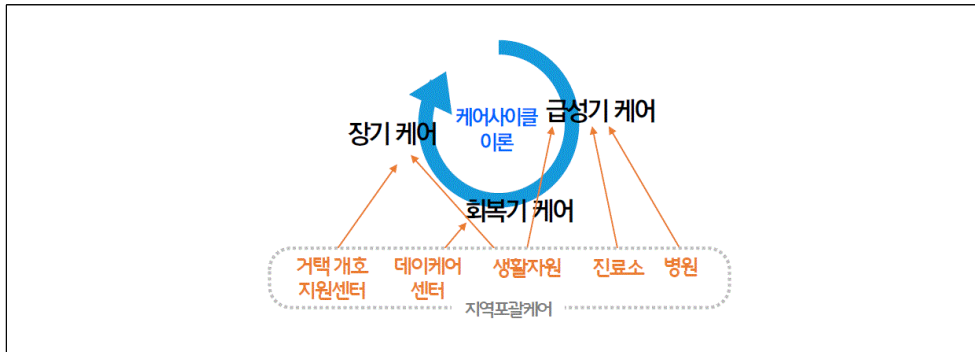 케어사이클
이론
급성기 케어
장기 케어
회복기 케어
거택 개호
지원센터
데이케어
센터
생활자원
진료소
병원
지역포괄케어